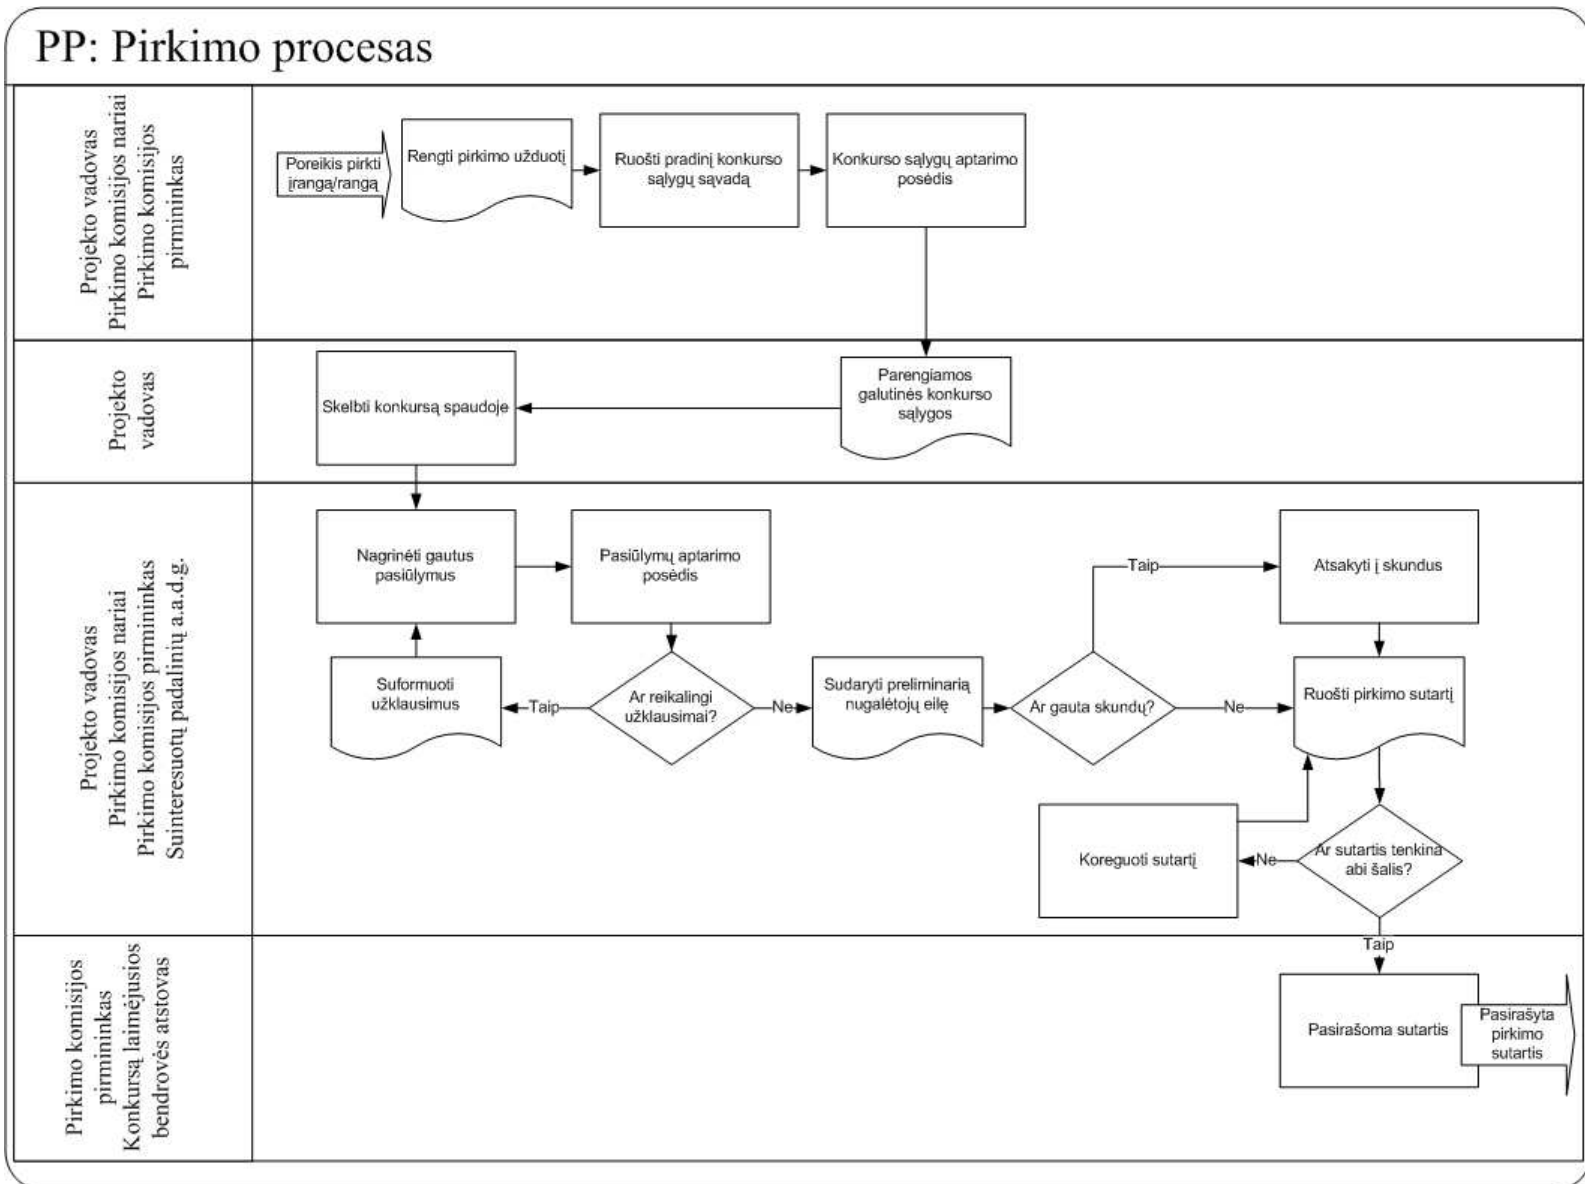 PP: Pirkimo procesas
Projekto vadovas
Pirkimo komisijos nariai
Pirkimo komisijos
pirmininkas
Poreikis pirkti
įrangą/rangą
Rengti pirkimo užduotį
Ruošti pradinį konkurso
sąlygų sąvadą
Konkurso sąlygų aptarimo
posėdis
Projekto
vadovas
Skelbti konkursą spaudoje
Parengiamos
galutinės konkurso
sąlygos
Projekto vadovas
Pirkimo komisijos nariai
Pirkimo komisijos pirmininkas
Suinteresuotų padalinių a.a.d.g.
Nagrinėti gautus
pasiūlymus
Pasiūlymų aptarimo
posėdis
Taip
Atsakyti į skundus
Suformuoti
užklausimus
Taip
Ar reikalingi
užklausimai?
Ne
Sudaryti preliminarią
nugalėtojų eilę
Ar gauta skundų?
Ne
Ruošti pirkimo sutartį
Koreguoti sutartį
Ne
Ar sutartis tenkina
abi šalis?
Taip
Pirkimo komisijos
pirmininkas
Konkursą laimėjusios
bendrovės atstovas
Pasirašoma sutartis
Pasirašyta
pirkimo
sutartis